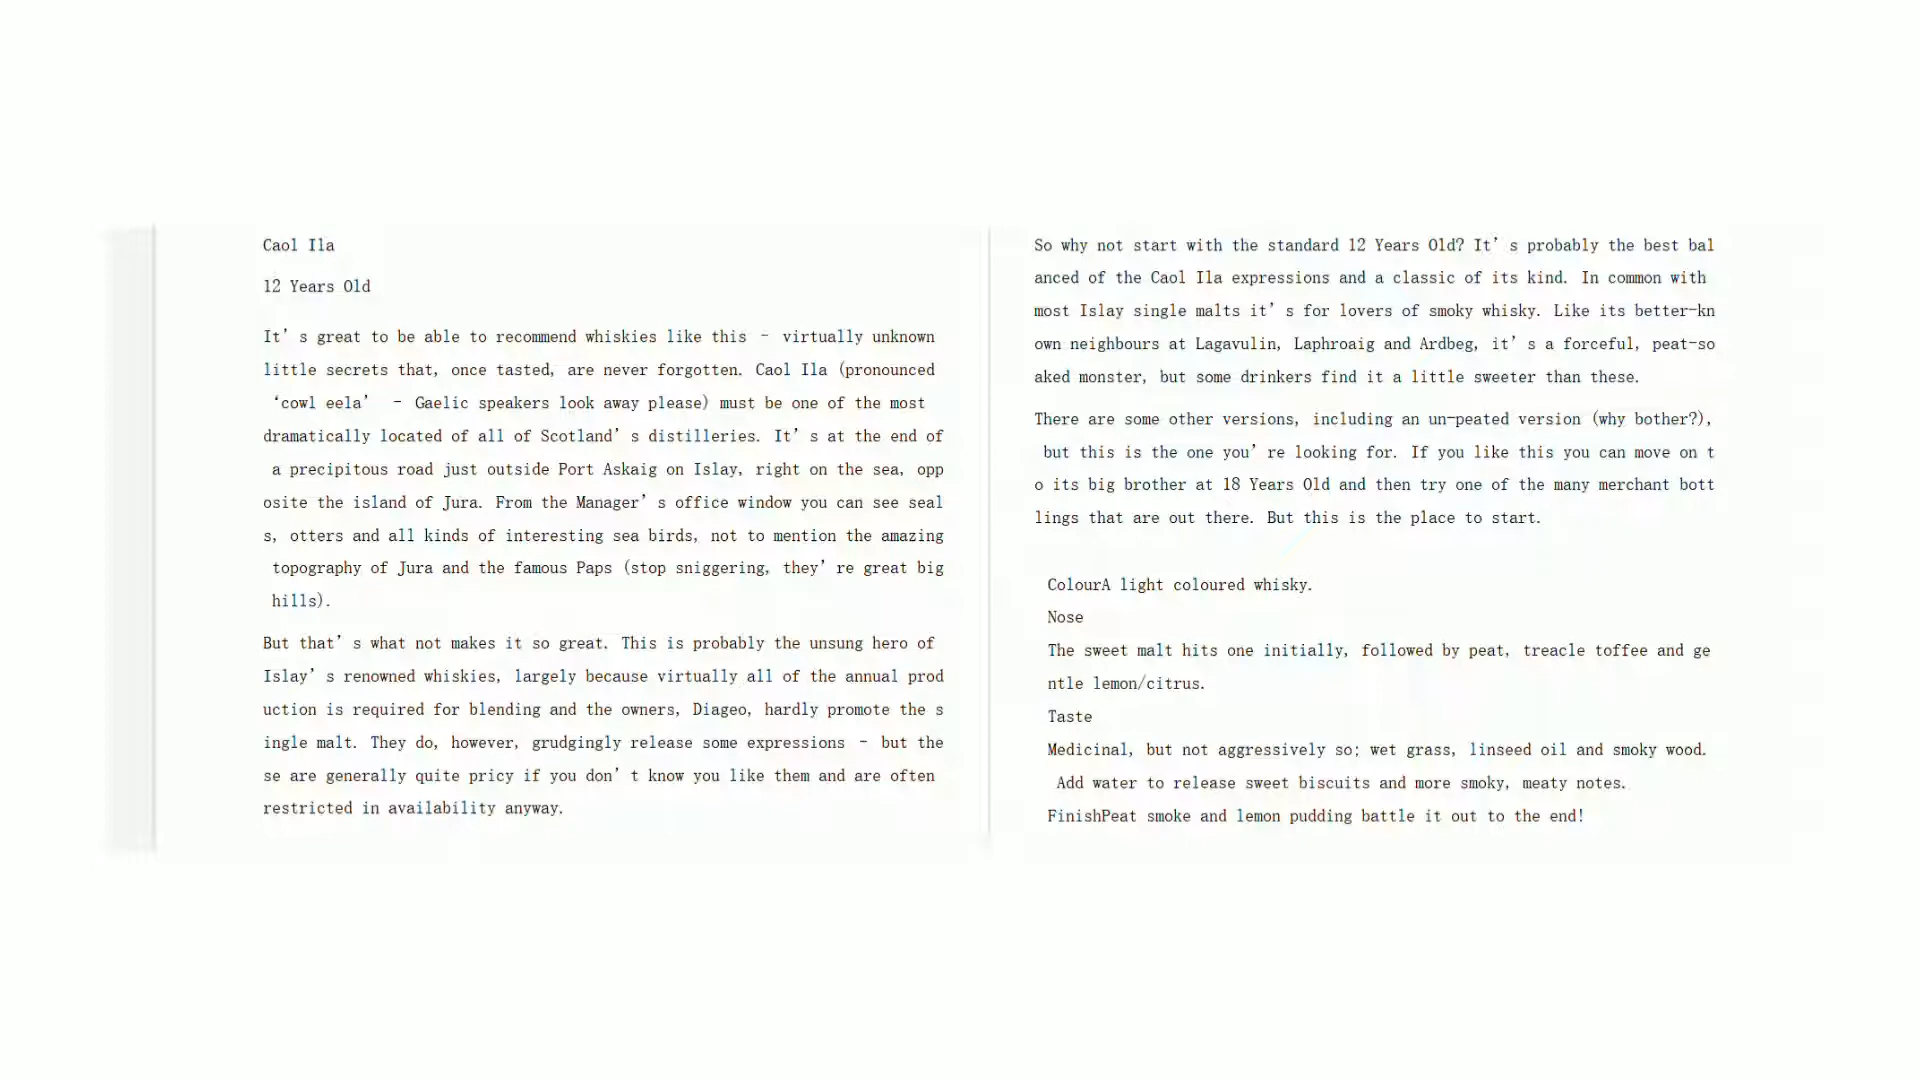 Caol Ila
12 Years Old
It’s great to be able to recommend whiskies like this – virtually unknown
little secrets that, once tasted, are never forgotten. Caol Ila (pronounced
‘cowl eela’ – Gaelic speakers look away please) must be one of the most
dramatically located of all of Scotland’s distilleries. It’s at the end of
a precipitous road just outside Port Askaig on Islay, right on the sea, opp
osite the island of Jura. From the Manager’s office window you can see seal
s, otters and all kinds of interesting sea birds, not to mention the amazing
topography of Jura and the famous Paps (stop sniggering, they’re great big
hills).
But that’s what not makes it so great. This is probably the unsung hero of
Islay’s renowned whiskies, largely because virtually all of the annual prod
uction is required for blending and the owners, Diageo, hardly promote the s
ingle malt. They do, however, grudgingly release some expressions – but the
se are generally quite pricy if you don’t know you like them and are often
restricted in availability anyway.
So why not start with the standard 12 Years Old? It’s probably the best bal
anced of the Caol Ila expressions and a classic of its kind. In common with
most Islay single malts it’s for lovers of smoky whisky. Like its better-kn
own neighbours at Lagavulin, Laphroaig and Ardbeg, it’s a forceful, peat-so
aked monster, but some drinkers find it a little sweeter than these.
There are some other versions, including an un-peated version (why bother?),
but this is the one you’re looking for. If you like this you can move on t
o its big brother at 18 Years Old and then try one of the many merchant bott
lings that are out there. But this is the place to start.
ColourA light coloured whisky.
Nose
The sweet malt hits one initially, followed by peat, treacle toffee and ge
ntle lemon/citrus.
Taste
Medicinal, but not aggressively so; wet grass, linseed oil and smoky wood.
Add water to release sweet biscuits and more smoky, meaty notes.
FinishPeat smoke and lemon pudding battle it out to the end!